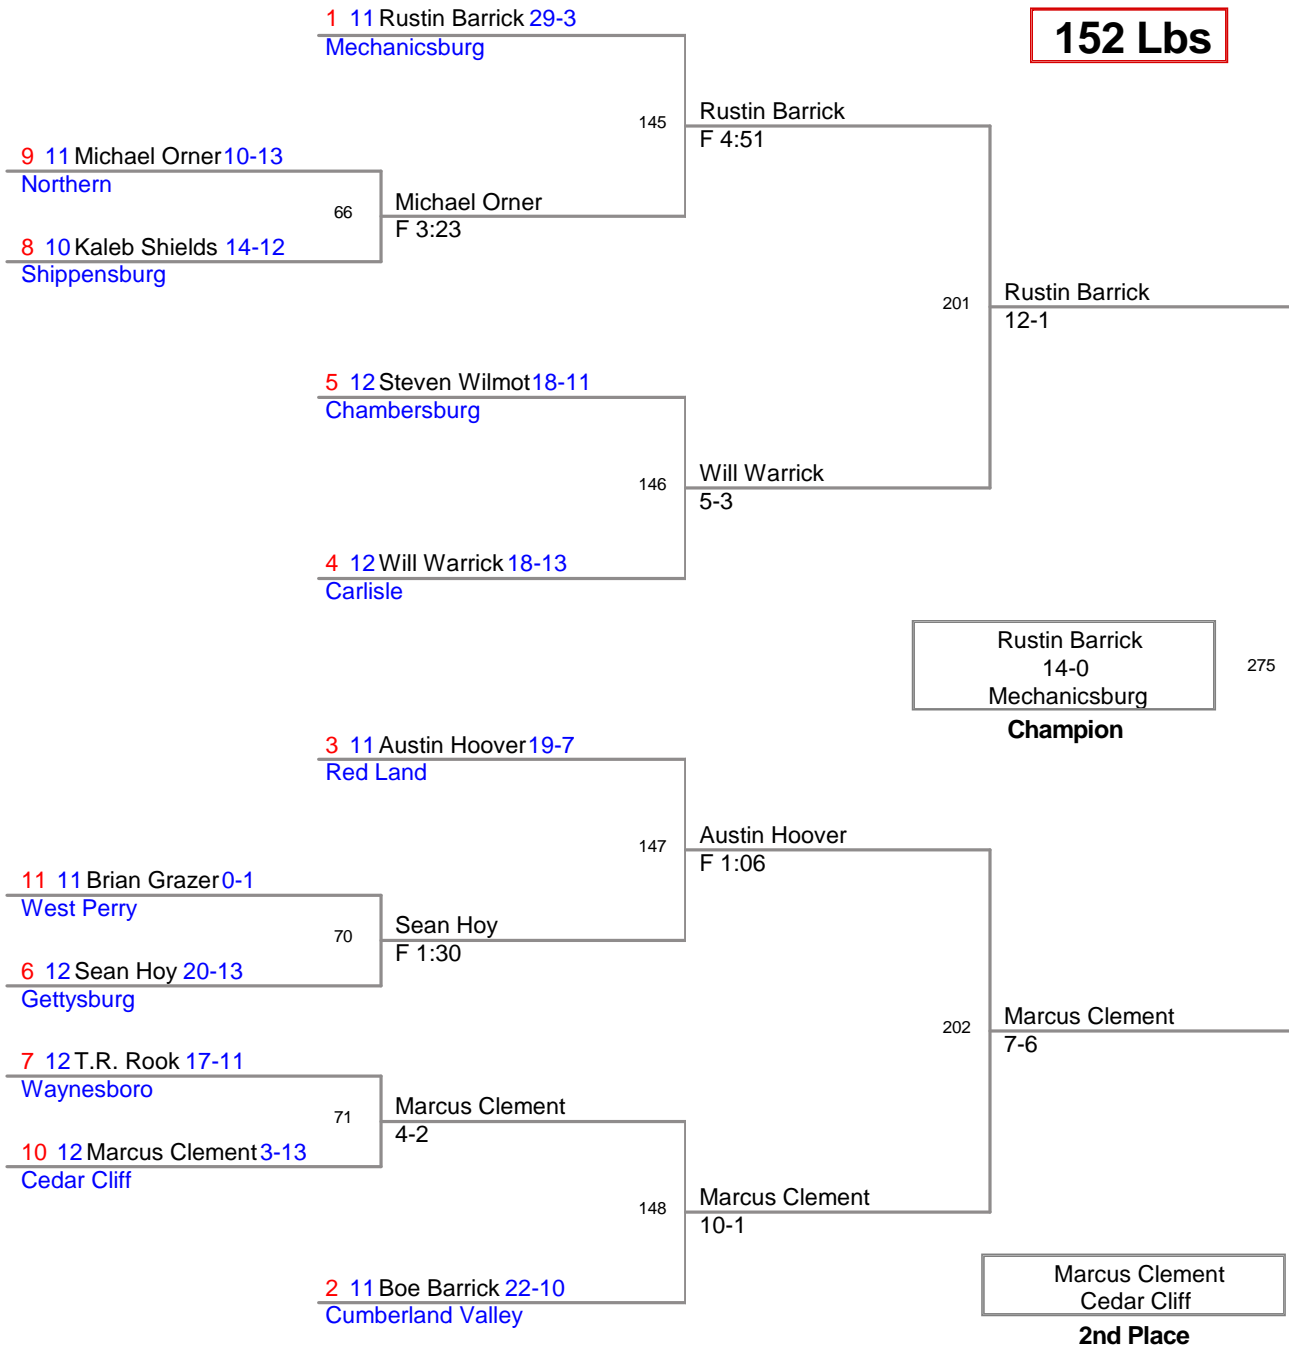 1 11 Rustin Barrick 29-3
Mechanicsburg
152 Lbs
145
Rustin Barrick
F 4:51
9 11 Michael Orner 10-13
Northern
66
Michael Orner
F 3:23
8 10 Kaleb Shields 14-12
Shippensburg
201
Rustin Barrick
12-1
5 12 Steven Wilmot 18-11
Chambersburg
146
Will Warrick
5-3
4 12 Will Warrick 18-13
Carlisle
Rustin Barrick
14-0
Mechanicsburg
275
Champion
3 11 Austin Hoover 19-7
Red Land
147
Austin Hoover
F 1:06
11 11 Brian Grazer 0-1
West Perry
70
Sean Hoy
F 1:30
6 12 Sean Hoy 20-13
Gettysburg
202
Marcus Clement
7-6
7 12 T.R. Rook 17-11
Waynesboro
71
Marcus Clement
4-2
10 12 Marcus Clement 3-13
Cedar Cliff
148
Marcus Clement
10-1
2 11 Boe Barrick 22-10
Cumberland Valley
Marcus Clement
Cedar Cliff
2nd Place